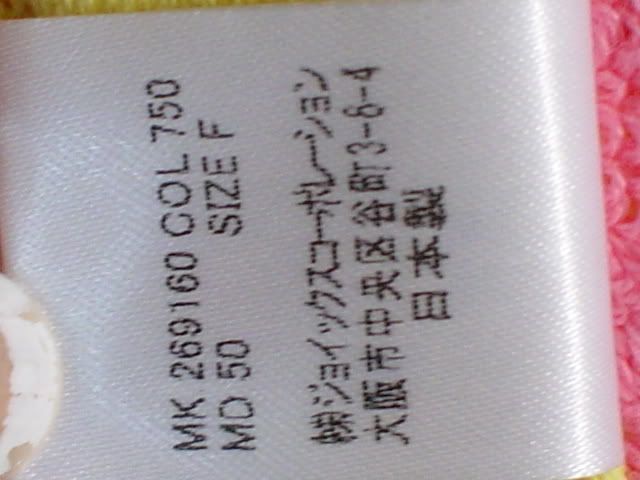 MK 269160 COL 750
MD 50 SIZE F
㈱ジョイックスコーポレーション
大阪市中央区谷町3-6-4
日本製